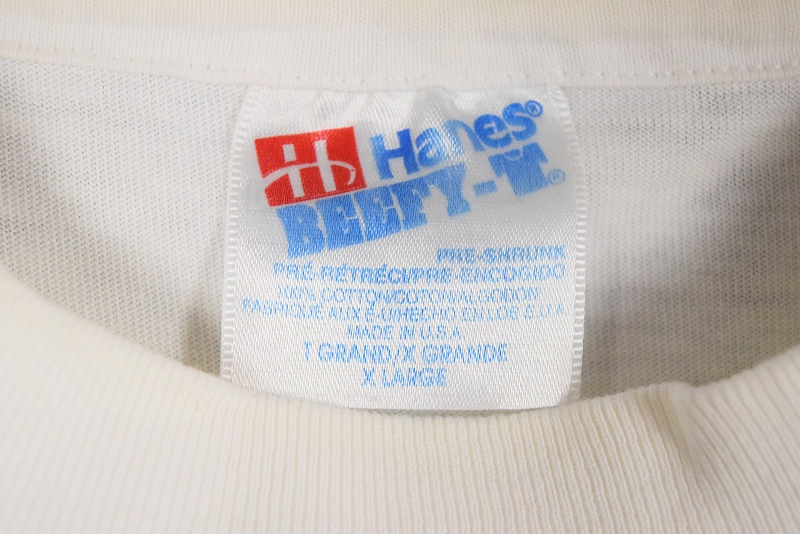 H Hanes®
BEEFY-T®
PRE-SHRUNK
PRÉ-RÉTRÉCI/PRE-ENCOGIDO
100% COTTON/COTON/ALGODON
FABRIQUE AUX É-U/HECHO EN LOS E.U.A.
MADE IN U.S.A.
T GRAND/X GRANDE
X LARGE